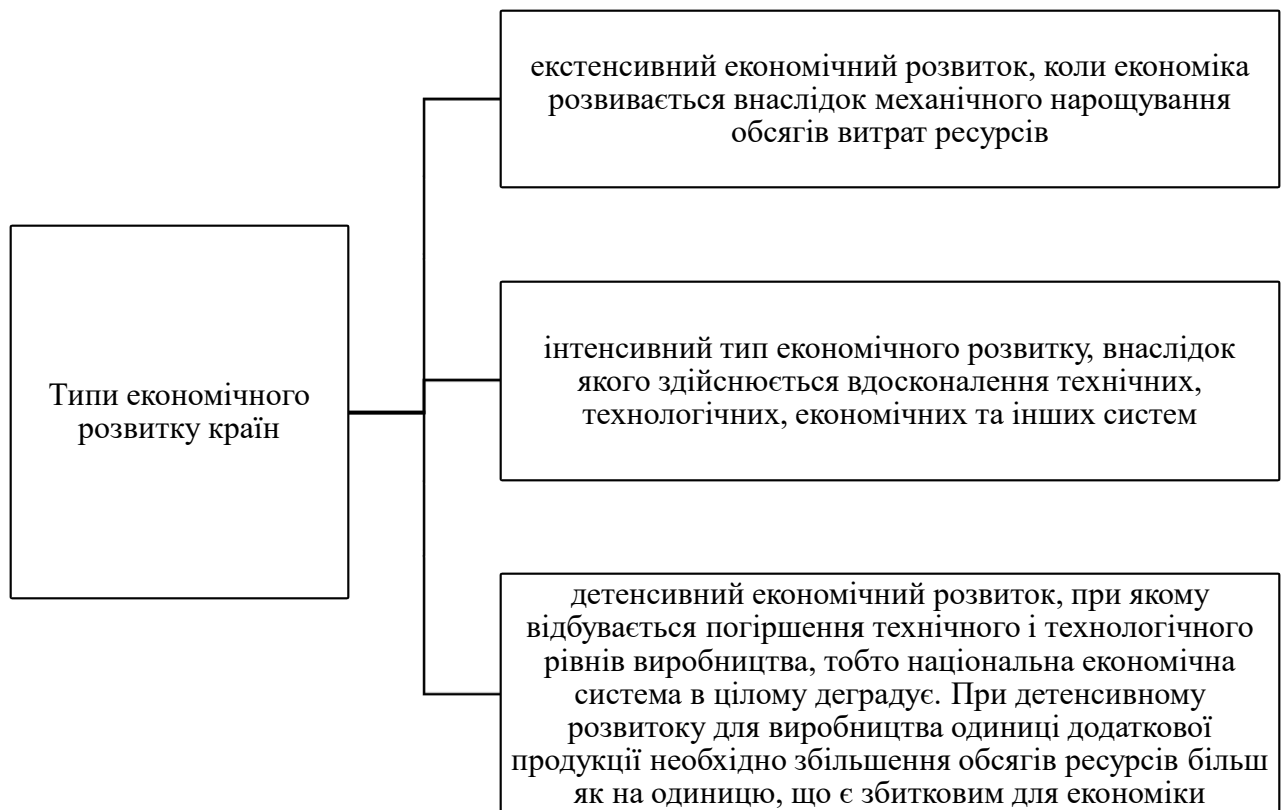 Типи економічного
розвитку країн
екстенсивний економічний розвиток, коли економіка
розвивається внаслідок механічного нарощування
обсягів витрат ресурсів
інтенсивний тип економічного розвитку, внаслідок
якого здійснюється вдосконалення технічних,
технологічних, економічних та інших систем
детенсивний економічний розвиток, при якому
відбувається погіршення технічного і технологічного
рівнів виробництва, тобто національна економічна
система в цілому деградує. При детенсивному
розвитоку для виробництва одиниці додаткової
продукції необхідно збільшення обсягів ресурсів більш
як на одиницю, що є збитковим для економіки